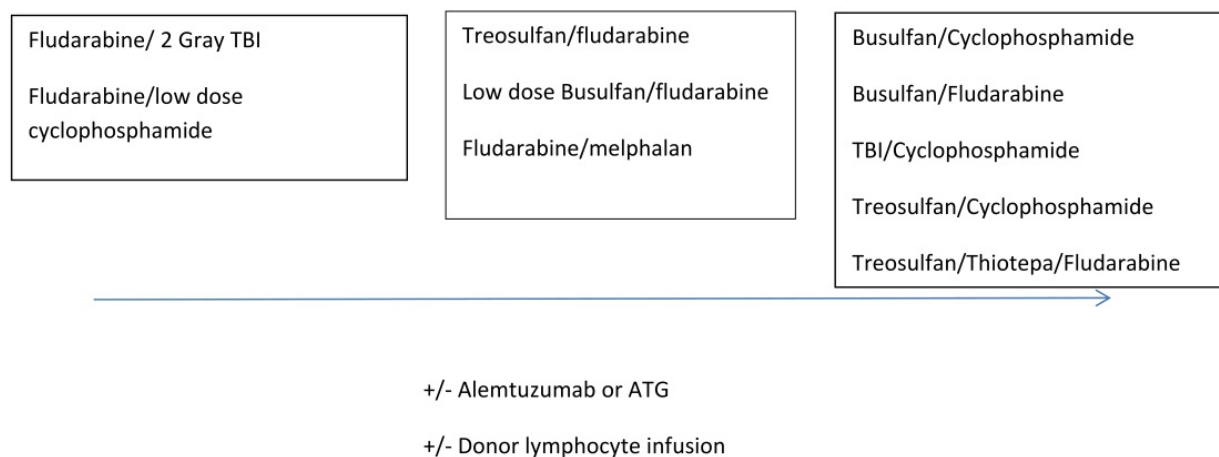 Fludarabine/ 2 Gray TBI
Fludarabine/low dose
cyclophosphamide
Treosulfan/fludarabine
Low dose Busulfan/fludarabine
Fludarabine/melphalan
Busulfan/Cyclophosphamide
Busulfan/Fludarabine
TBI/Cyclophosphamide
Treosulfan/Cyclophosphamide
Treosulfan/Thiotepa/Fludarabine
+/- Alemtuzumab or ATG
+/- Donor lymphocyte infusion